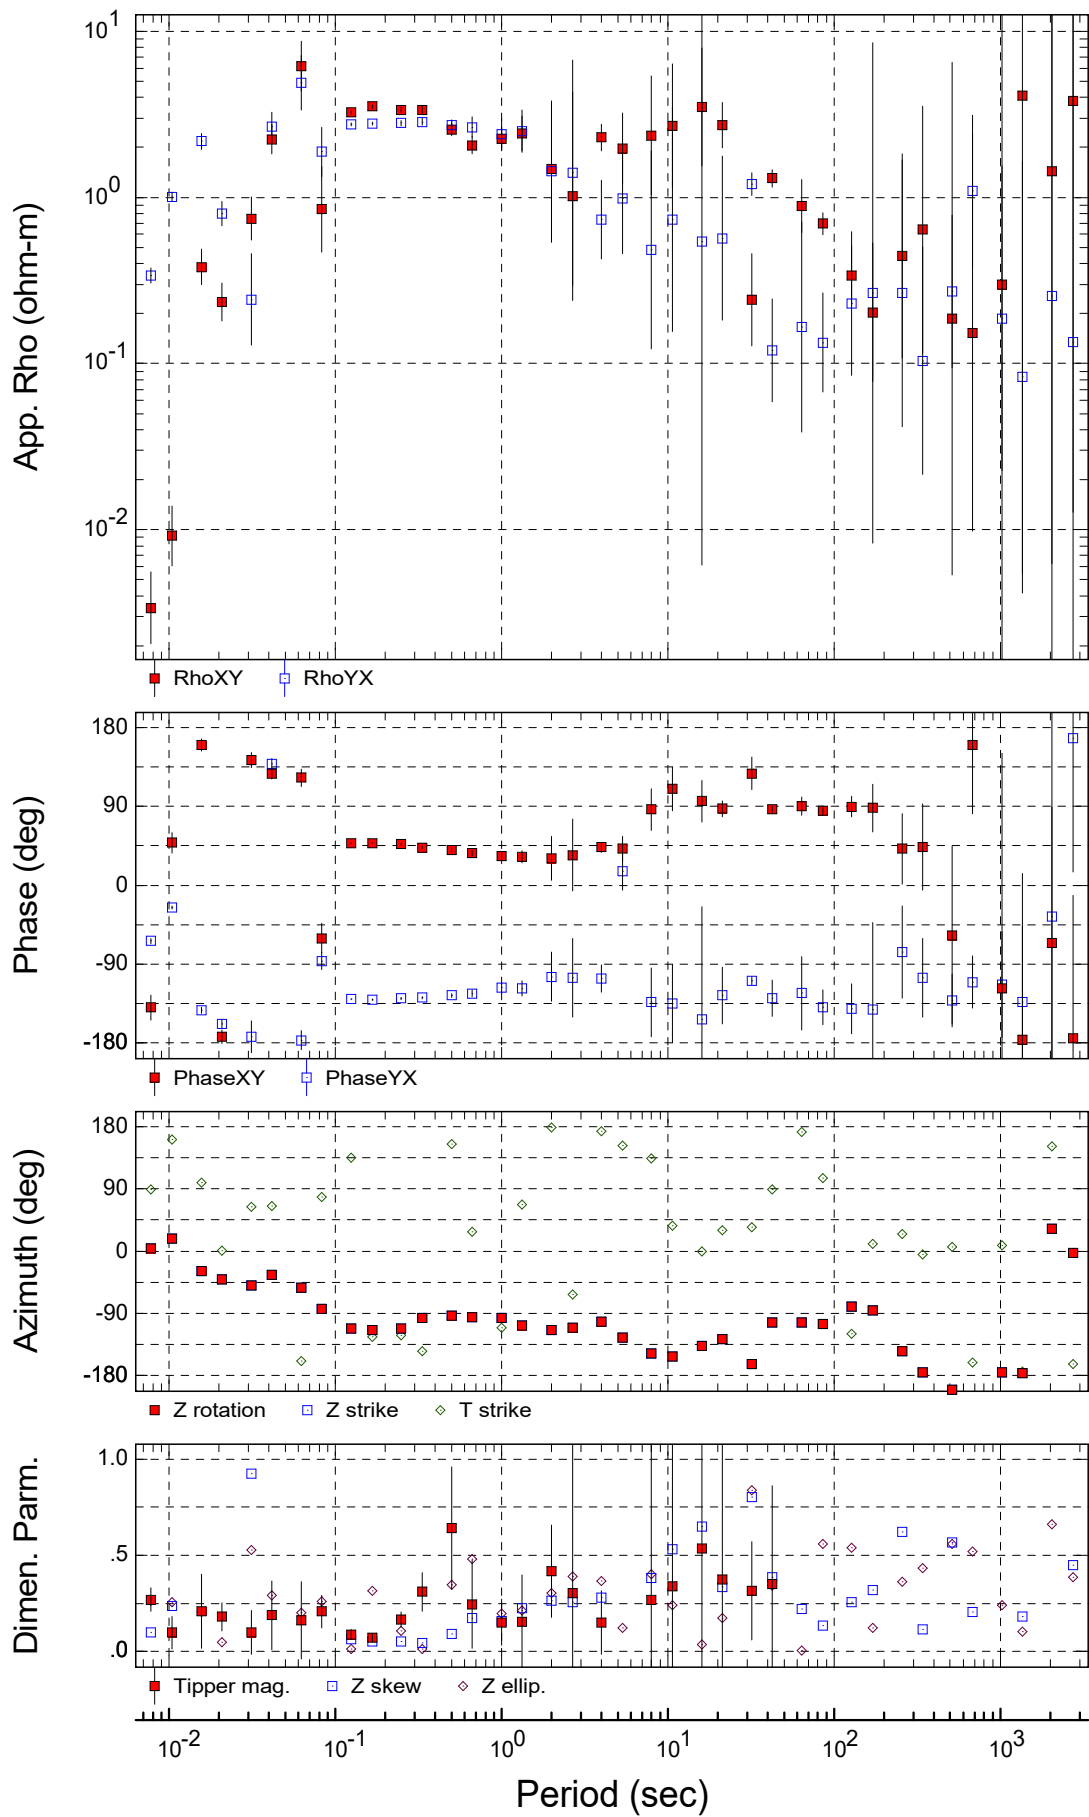 10^1
10^0
10^-1
10^-2
App. Rho (ohm-m)
RhoXY RhoYX
180
90
0
-90
-180
Phase (deg)
PhaseXY PhaseYX
180
90
0
-90
-180
Azimuth (deg)
Z rotation Z strike T strike
1.0
.5
.0
Dimen. Parm.
Tipper mag. Z skew Z ellip.
10^-2 10^-1 10^0 10^1 10^2 10^3
Period (sec)